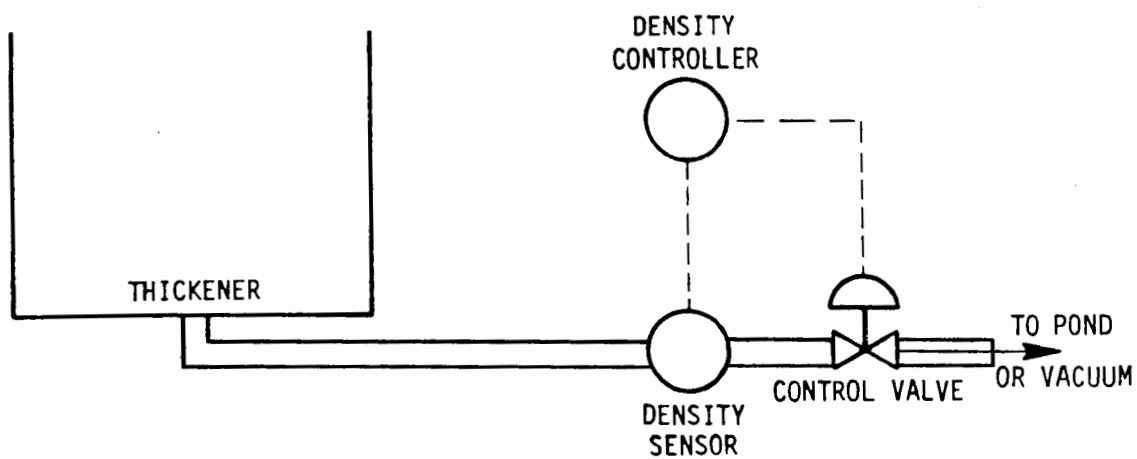 DENSITY
CONTROLLER
THICKENER
TO POND
OR VACUUM
CONTROL VALVE
DENSITY
SENSOR